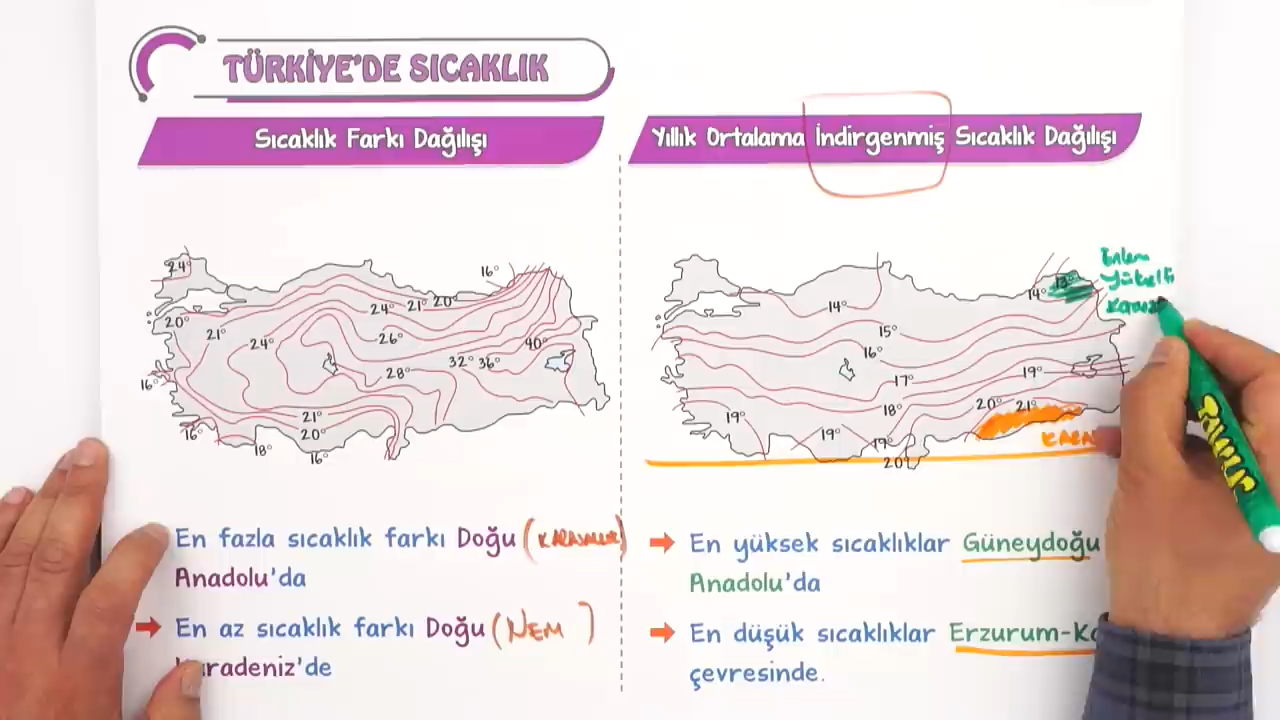 TÜRKİYE'DE SICAKLIK
Sıcaklık Farkı Dağılışı
24°
16°
24° 21° 20°
20°
21°
24°
26°
40°
32° 36°
28°
16°
21°
16°
20°
18°
16°
En fazla sıcaklık farkı Doğu (KARASALLIK)
Anadolu'da
En az sıcaklık farkı Doğu (NEM)
Karadeniz'de
Yıllık Ortalama İndirgenmiş Sıcaklık Dağılışı
Enlem
Yükselti
13°
14°
14°
15°
16°
17°
19°
18°
20° 21°
19°
19°
19°
20°
En yüksek sıcaklıklar Güneydoğu
Anadolu'da
En düşük sıcaklıklar Erzurum-Ka
çevresinde.